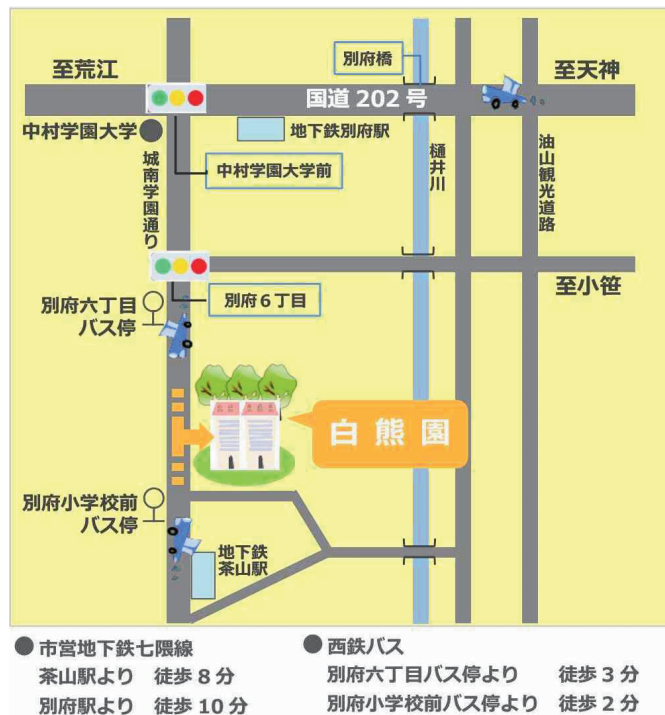 別府橋
至荒江
至天神
国道 202 号
中村学園大学
地下鉄別府駅
中村学園大学前
城南学園通り
樋井川
油山観光道路
別府６丁目
至小笹
別府六丁目
バス停
白熊園
別府小学校前
バス停
地下鉄
茶山駅
● 市営地下鉄七隈線
茶山駅より 徒歩 8 分
別府駅より 徒歩 10 分
● 西鉄バス
別府六丁目バス停より 徒歩 3 分
別府小学校前バス停より 徒歩 2 分